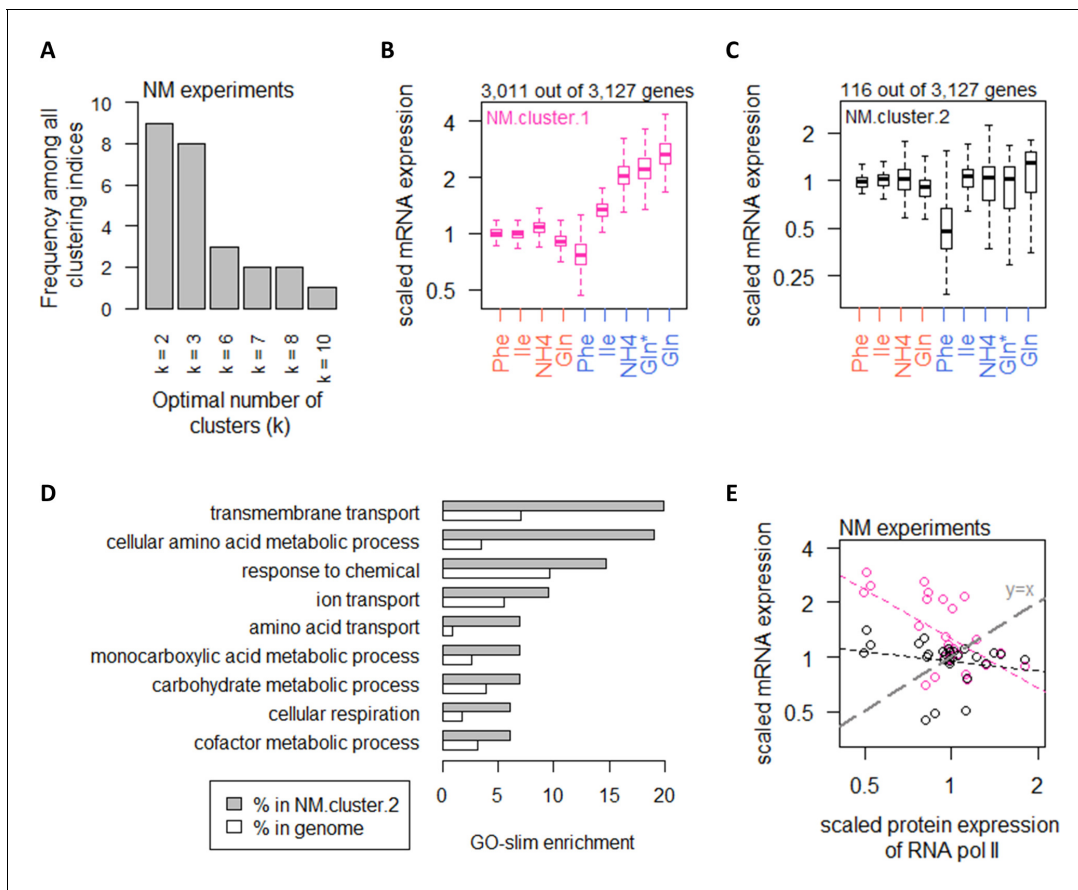 A
NM experiments
Frequency among all
clustering indices
10
8
6
4
2
0
k = 2
k = 3
k = 6
k = 7
k = 8
k = 10
Optimal number of
clusters (k)
B
3,011 out of 3,127 genes
NM.cluster.1
scaled mRNA expression
4
2
1
0.5
Phe
Ile
NH4
Gln
Phe
Ile
NH4
Gln*
Gln
C
116 out of 3,127 genes
NM.cluster.2
scaled mRNA expression
2
1
0.5
0.25
Phe
Ile
NH4
Gln
Phe
Ile
NH4
Gln*
Gln
D
transmembrane transport
cellular amino acid metabolic process
response to chemical
ion transport
amino acid transport
monocarboxylic acid metabolic process
carbohydrate metabolic process
cellular respiration
cofactor metabolic process
0 5 10 15 20
GO-slim enrichment
% in NM.cluster.2
% in genome
E
NM experiments
scaled mRNA expression
4
2
1
0.5
y=x
0.5 1 2
scaled protein expression
of RNA pol II